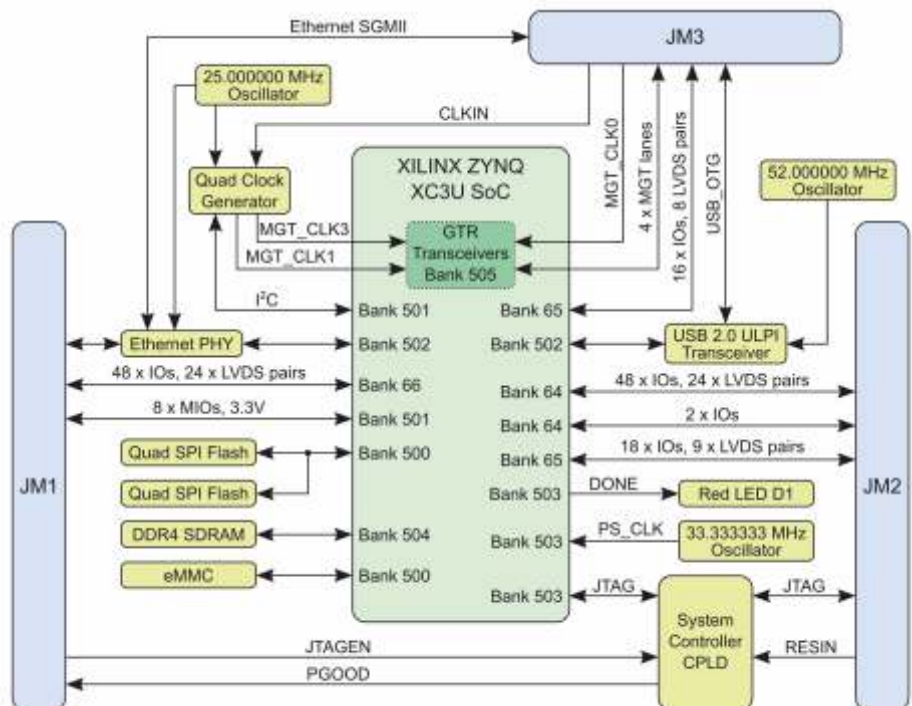 Ethernet SGMII
JM3
25.000000 MHz
Oscillator
CLKIN
MGT_CLK0
4 x MGT lanes
16 x IOs, 8 LVDS pairs
USB_OTG
XILINX ZYNQ
XC3U SoC
52.000000 MHz
Oscillator
Quad Clock
Generator
MGT_CLK3
MGT_CLK1
GTR
Transceivers
Bank 505
I²C
Bank 501
Bank 65
Ethernet PHY
Bank 502
Bank 502
USB 2.0 ULPI
Transceiver
48 x IOs, 24 x LVDS pairs
Bank 66
Bank 64
48 x IOs, 24 x LVDS pairs
8 x MIOs, 3.3V
Bank 501
Bank 64
2 x IOs
Quad SPI Flash
Bank 500
Bank 65
18 x IOs, 9 x LVDS pairs
JM1
JM2
Quad SPI Flash
Bank 503
DONE
Red LED D1
DDR4 SDRAM
Bank 504
Bank 503
PS_CLK
33.333333 MHz
Oscillator
eMMC
Bank 500
Bank 503
JTAG
JTAG
System
Controller
CPLD
JTAGEN
RESIN
PGOOD